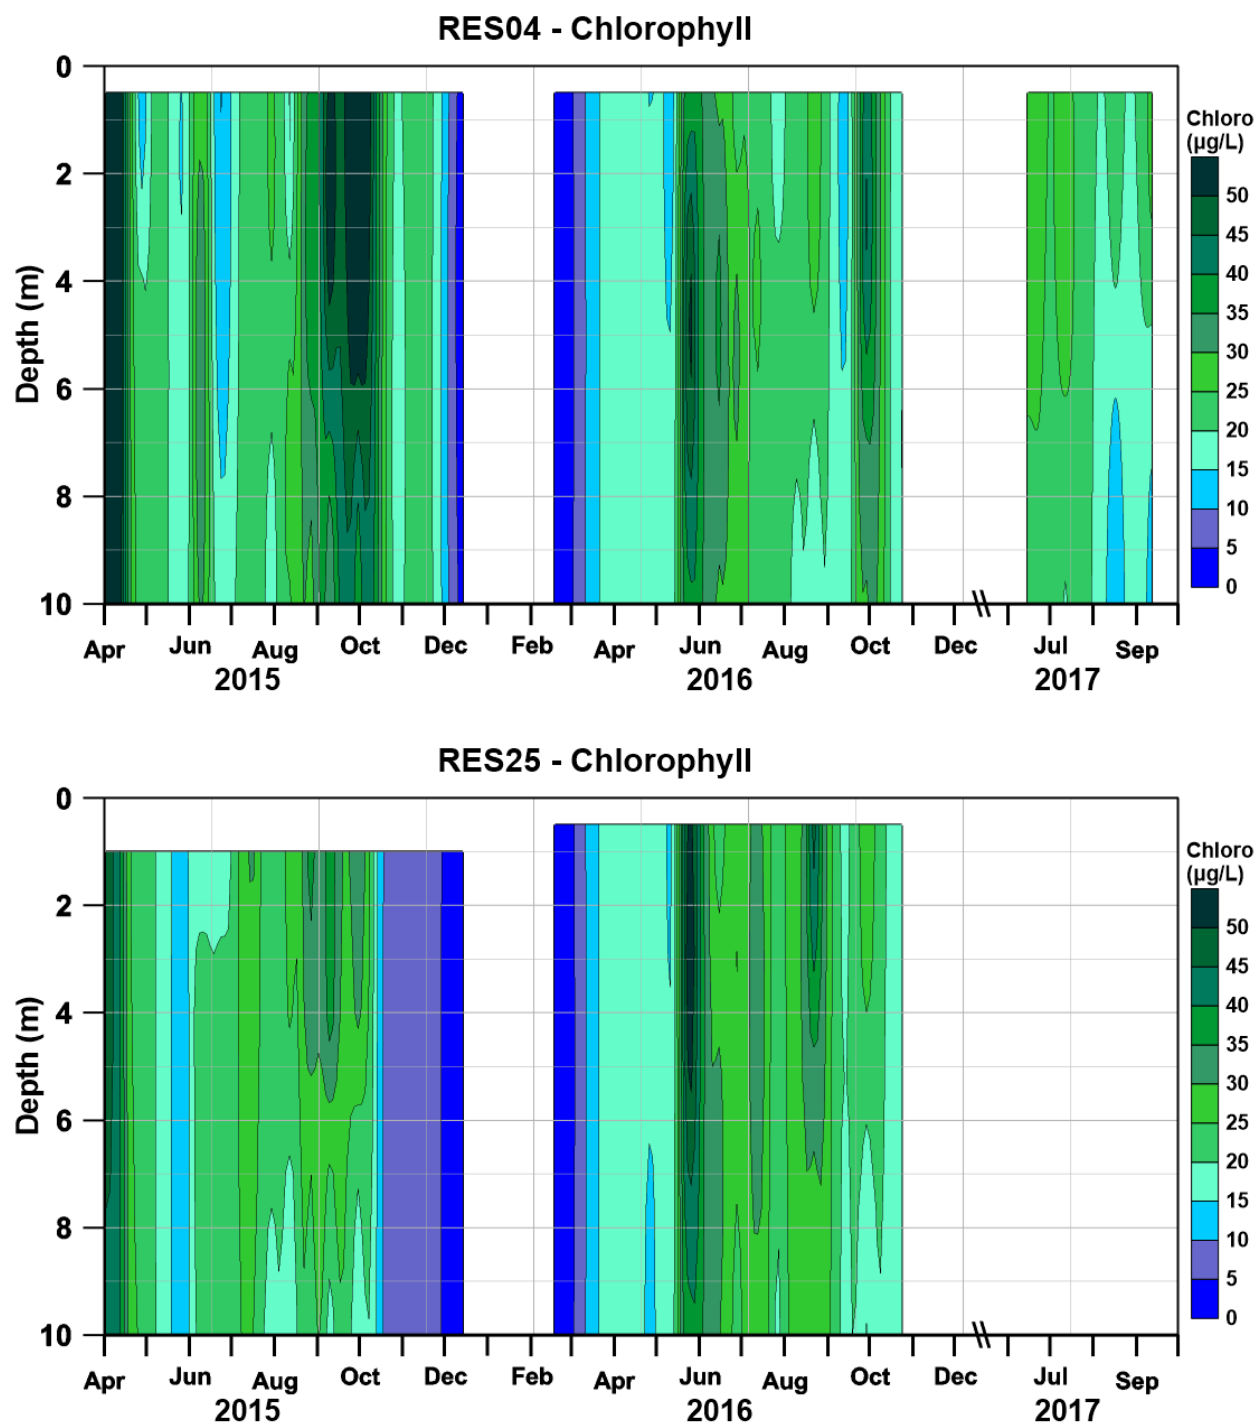 RES04 - Chlorophyll
Chloro
(µg/L)
50
45
40
35
30
25
20
15
10
5
0
Depth (m)
0
2
4
6
8
10
Apr Jun Aug Oct Dec Feb Apr Jun Aug Oct Dec Jul Sep
2015 2016 2017
RES25 - Chlorophyll
Chloro
(µg/L)
50
45
40
35
30
25
20
15
10
5
0
Depth (m)
0
2
4
6
8
10
Apr Jun Aug Oct Dec Feb Apr Jun Aug Oct Dec Jul Sep
2015 2016 2017